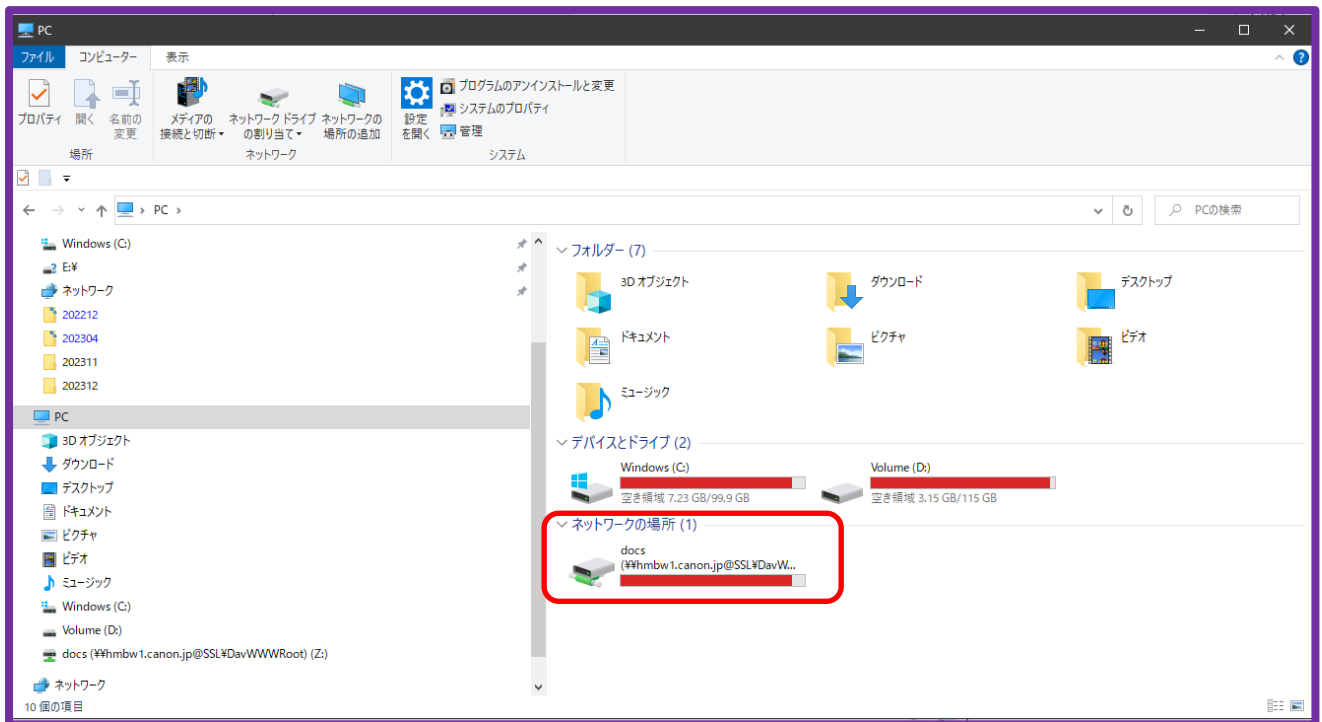 PC
ファイル コンピューター 表示
プロパティ 開く 名前の
変更
メディアの
接続と切断
ネットワーク ドライブ
の割り当て
ネットワークの
場所の追加
設定
を開く
プログラムのアンインストールと変更
システムのプロパティ
管理
場所 ネットワーク システム
PC
PCの検索
Windows (C:)
E:¥
ネットワーク
202212
202304
202311
202312
PC
3D オブジェクト
ダウンロード
デスクトップ
ドキュメント
ピクチャ
ビデオ
ミュージック
Windows (C:)
Volume (D:)
docs (¥¥hmbw1.canon.jp@SSL¥DavWWWRoot) (Z:)
ネットワーク
フォルダー (7)
3D オブジェクト
ダウンロード
デスクトップ
ドキュメント
ピクチャ
ビデオ
ミュージック
デバイスとドライブ (2)
Windows (C:)
空き領域 7.23 GB/99.9 GB
Volume (D:)
空き領域 3.15 GB/115 GB
ネットワークの場所 (1)
docs
(¥¥hmbw1.canon.jp@SSL¥DavW...
10 個の項目